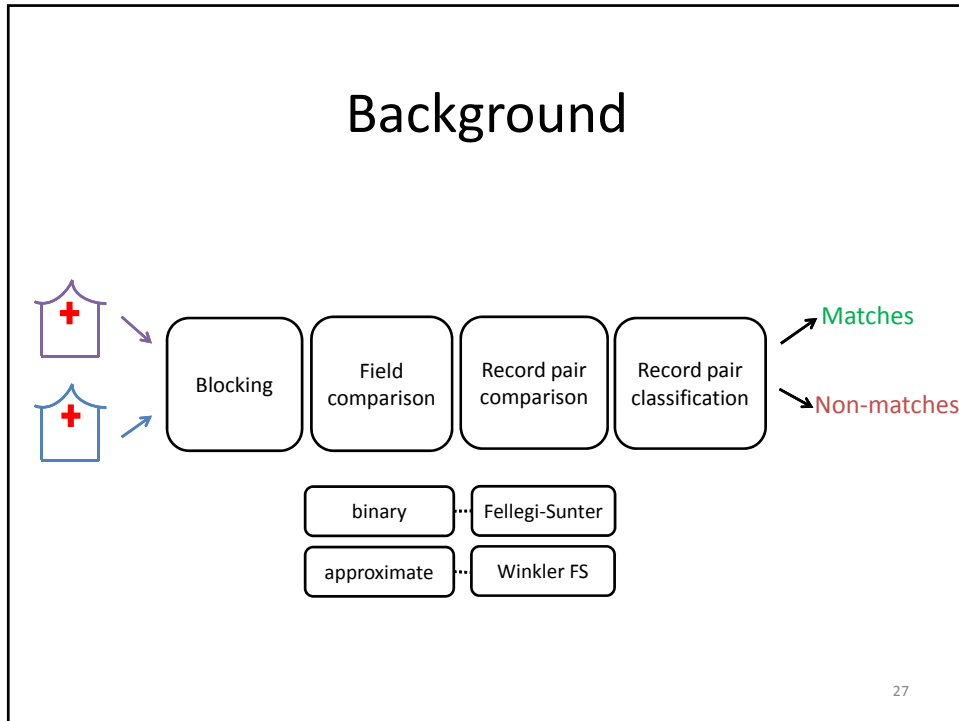 Background
Blocking
Field
comparison
Record pair
comparison
Record pair
classification
Matches
Non-matches
binary
Fellegi-Sunter
approximate
Winkler FS
27